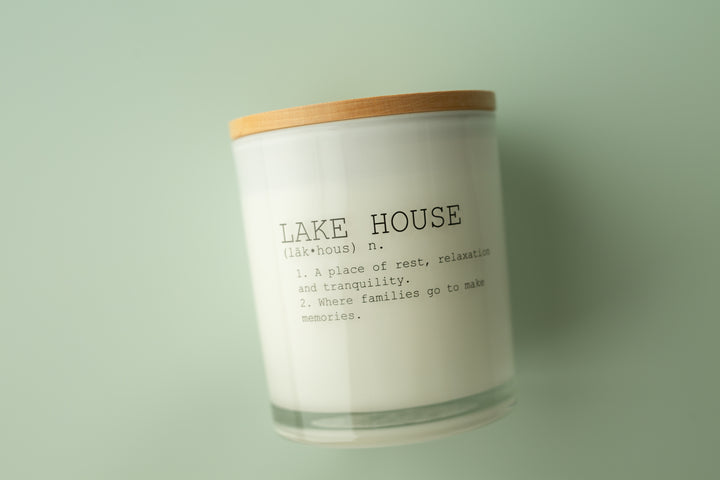 LAKE HOUSE
(lāk•hous) n.
1. A place of rest, relaxation
and tranquility.
2. Where families go to make
memories.